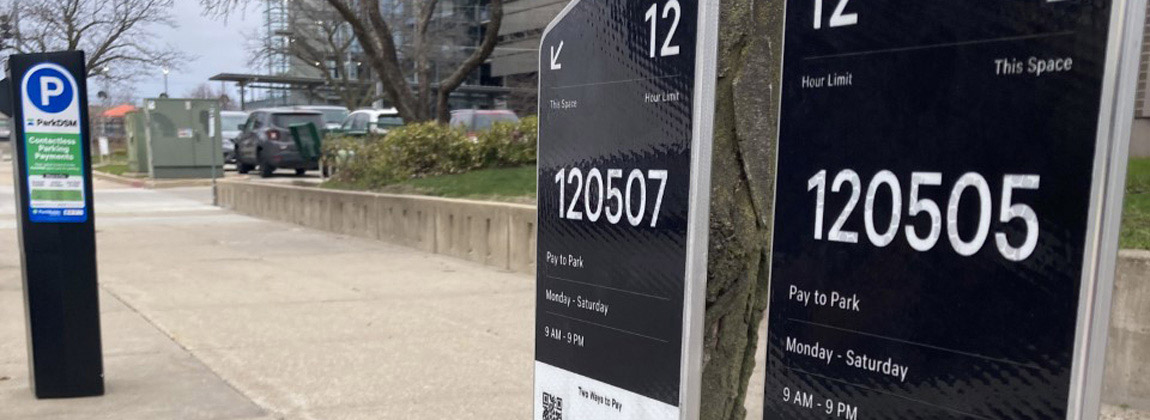 P
ParkDSM
Contactless
Parking
Payments
12
This Space
Hour Limit
120507
Pay to Park
Monday - Saturday
9 AM - 9 PM
Two Ways to Pay
12
Hour Limit
This Space
120505
Pay to Park
Monday - Saturday
9 AM - 9 PM